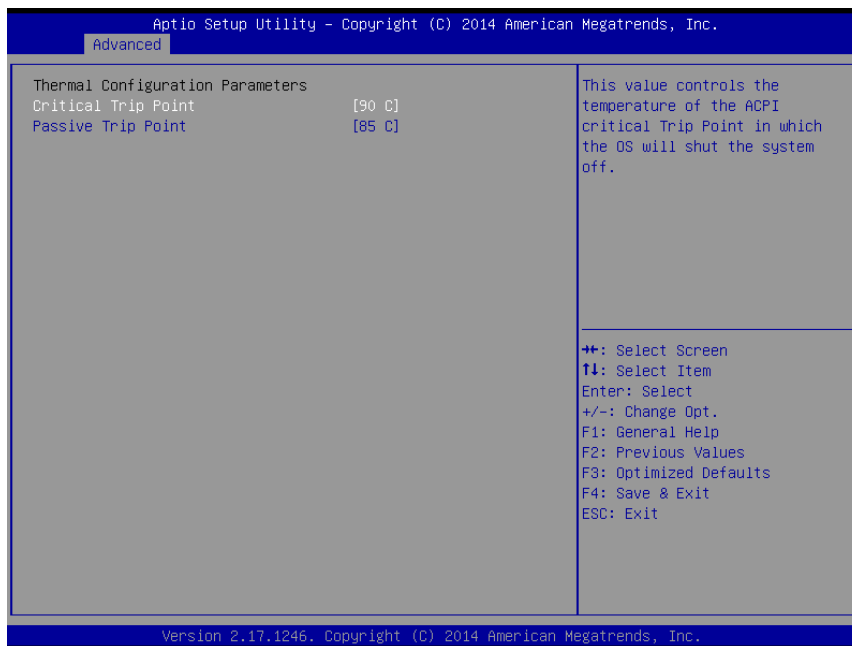 Aptio Setup Utility – Copyright (C) 2014 American Megatrends, Inc.
Advanced
Thermal Configuration Parameters
Critical Trip Point [90 C]
Passive Trip Point [85 C]
This value controls the
temperature of the ACPI
critical Trip Point in which
the OS will shut the system
off.
→←: Select Screen
↑↓: Select Item
Enter: Select
+/-: Change Opt.
F1: General Help
F2: Previous Values
F3: Optimized Defaults
F4: Save & Exit
ESC: Exit
Version 2.17.1246. Copyright (C) 2014 American Megatrends, Inc.